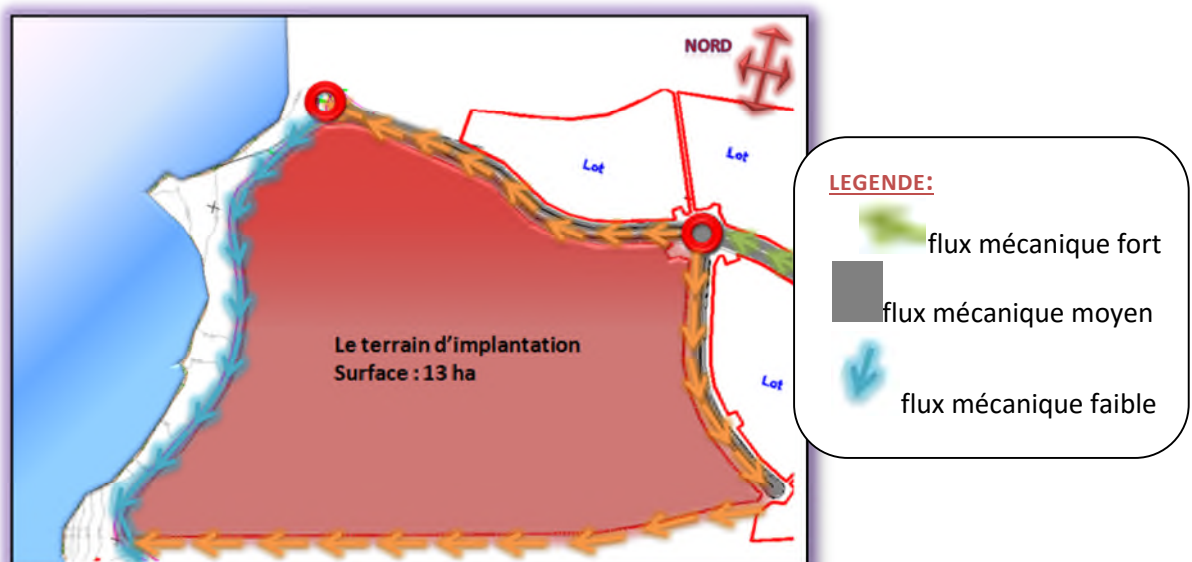 NORD
Lot
Lot
Le terrain d’implantation
Surface : 13 ha
Lot
LEGENDE:
flux mécanique fort
flux mécanique moyen
flux mécanique faible